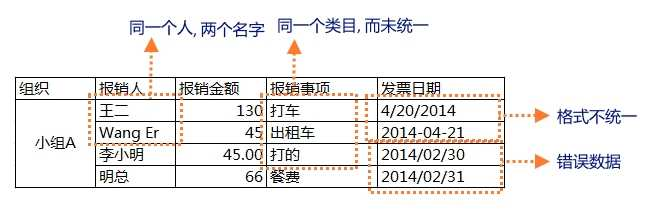 同一个人, 两个名字
同一个类目, 而未统一
组织 报销人 报销金额 报销事项 发票日期
王二 130 打车 4/20/2014
Wang Er 45 出租车 2014-04-21
小组A
李小明 45.00 打的 2014/02/30
明总 66 餐费 2014/02/31
格式不统一
错误数据